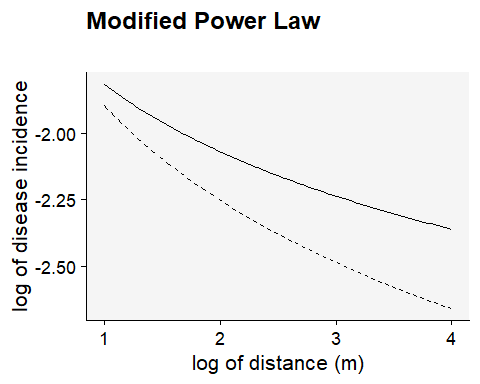 Modified Power Law
log of disease incidence
-2.00
-2.25
-2.50
1 2 3 4
log of distance (m)